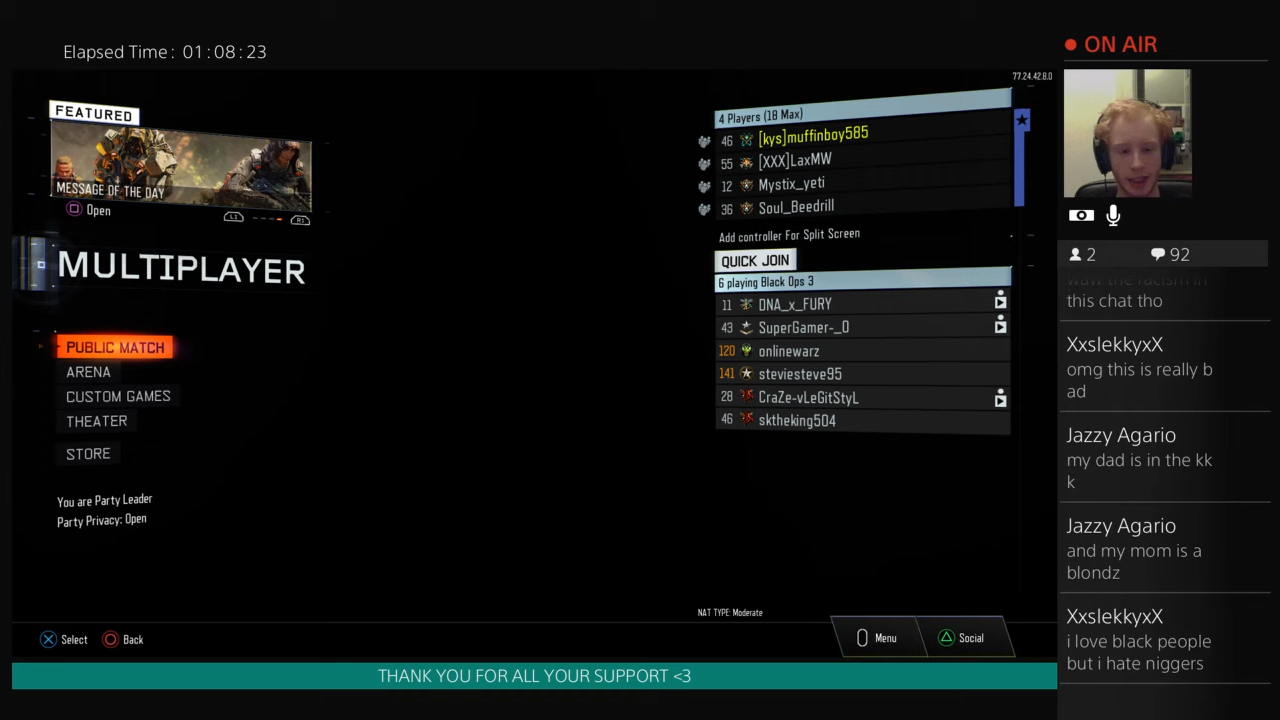 Elapsed Time: 01:08:23
ON AIR
77.24.42.8.0
FEATURED
MESSAGE OF THE DAY
Open
L1
R1
MULTIPLAYER
PUBLIC MATCH
ARENA
CUSTOM GAMES
THEATER
STORE
You are Party Leader
Party Privacy: Open
4 Players (18 Max)
46 [kys]muffinboy585
55 [XXX]LaxMW
12 Mystix_yeti
36 Soul_Beedrill
Add controller For Split Screen
QUICK JOIN
6 playing Black Ops 3
11 DNA_x_FURY
43 SuperGamer-_0
120 onlinewarz
141 steviesteve95
28 CraZe-vLeGitStyL
46 sktheking504
NAT TYPE: Moderate
Select
Back
Menu
Social
THANK YOU FOR ALL YOUR SUPPORT <3
2
92
waw the racism in
this chat tho
XxslekkyxX
omg this is really b
ad
Jazzy Agario
my dad is in the kk
k
Jazzy Agario
and my mom is a
blondz
XxslekkyxX
i love black people
but i hate niggers